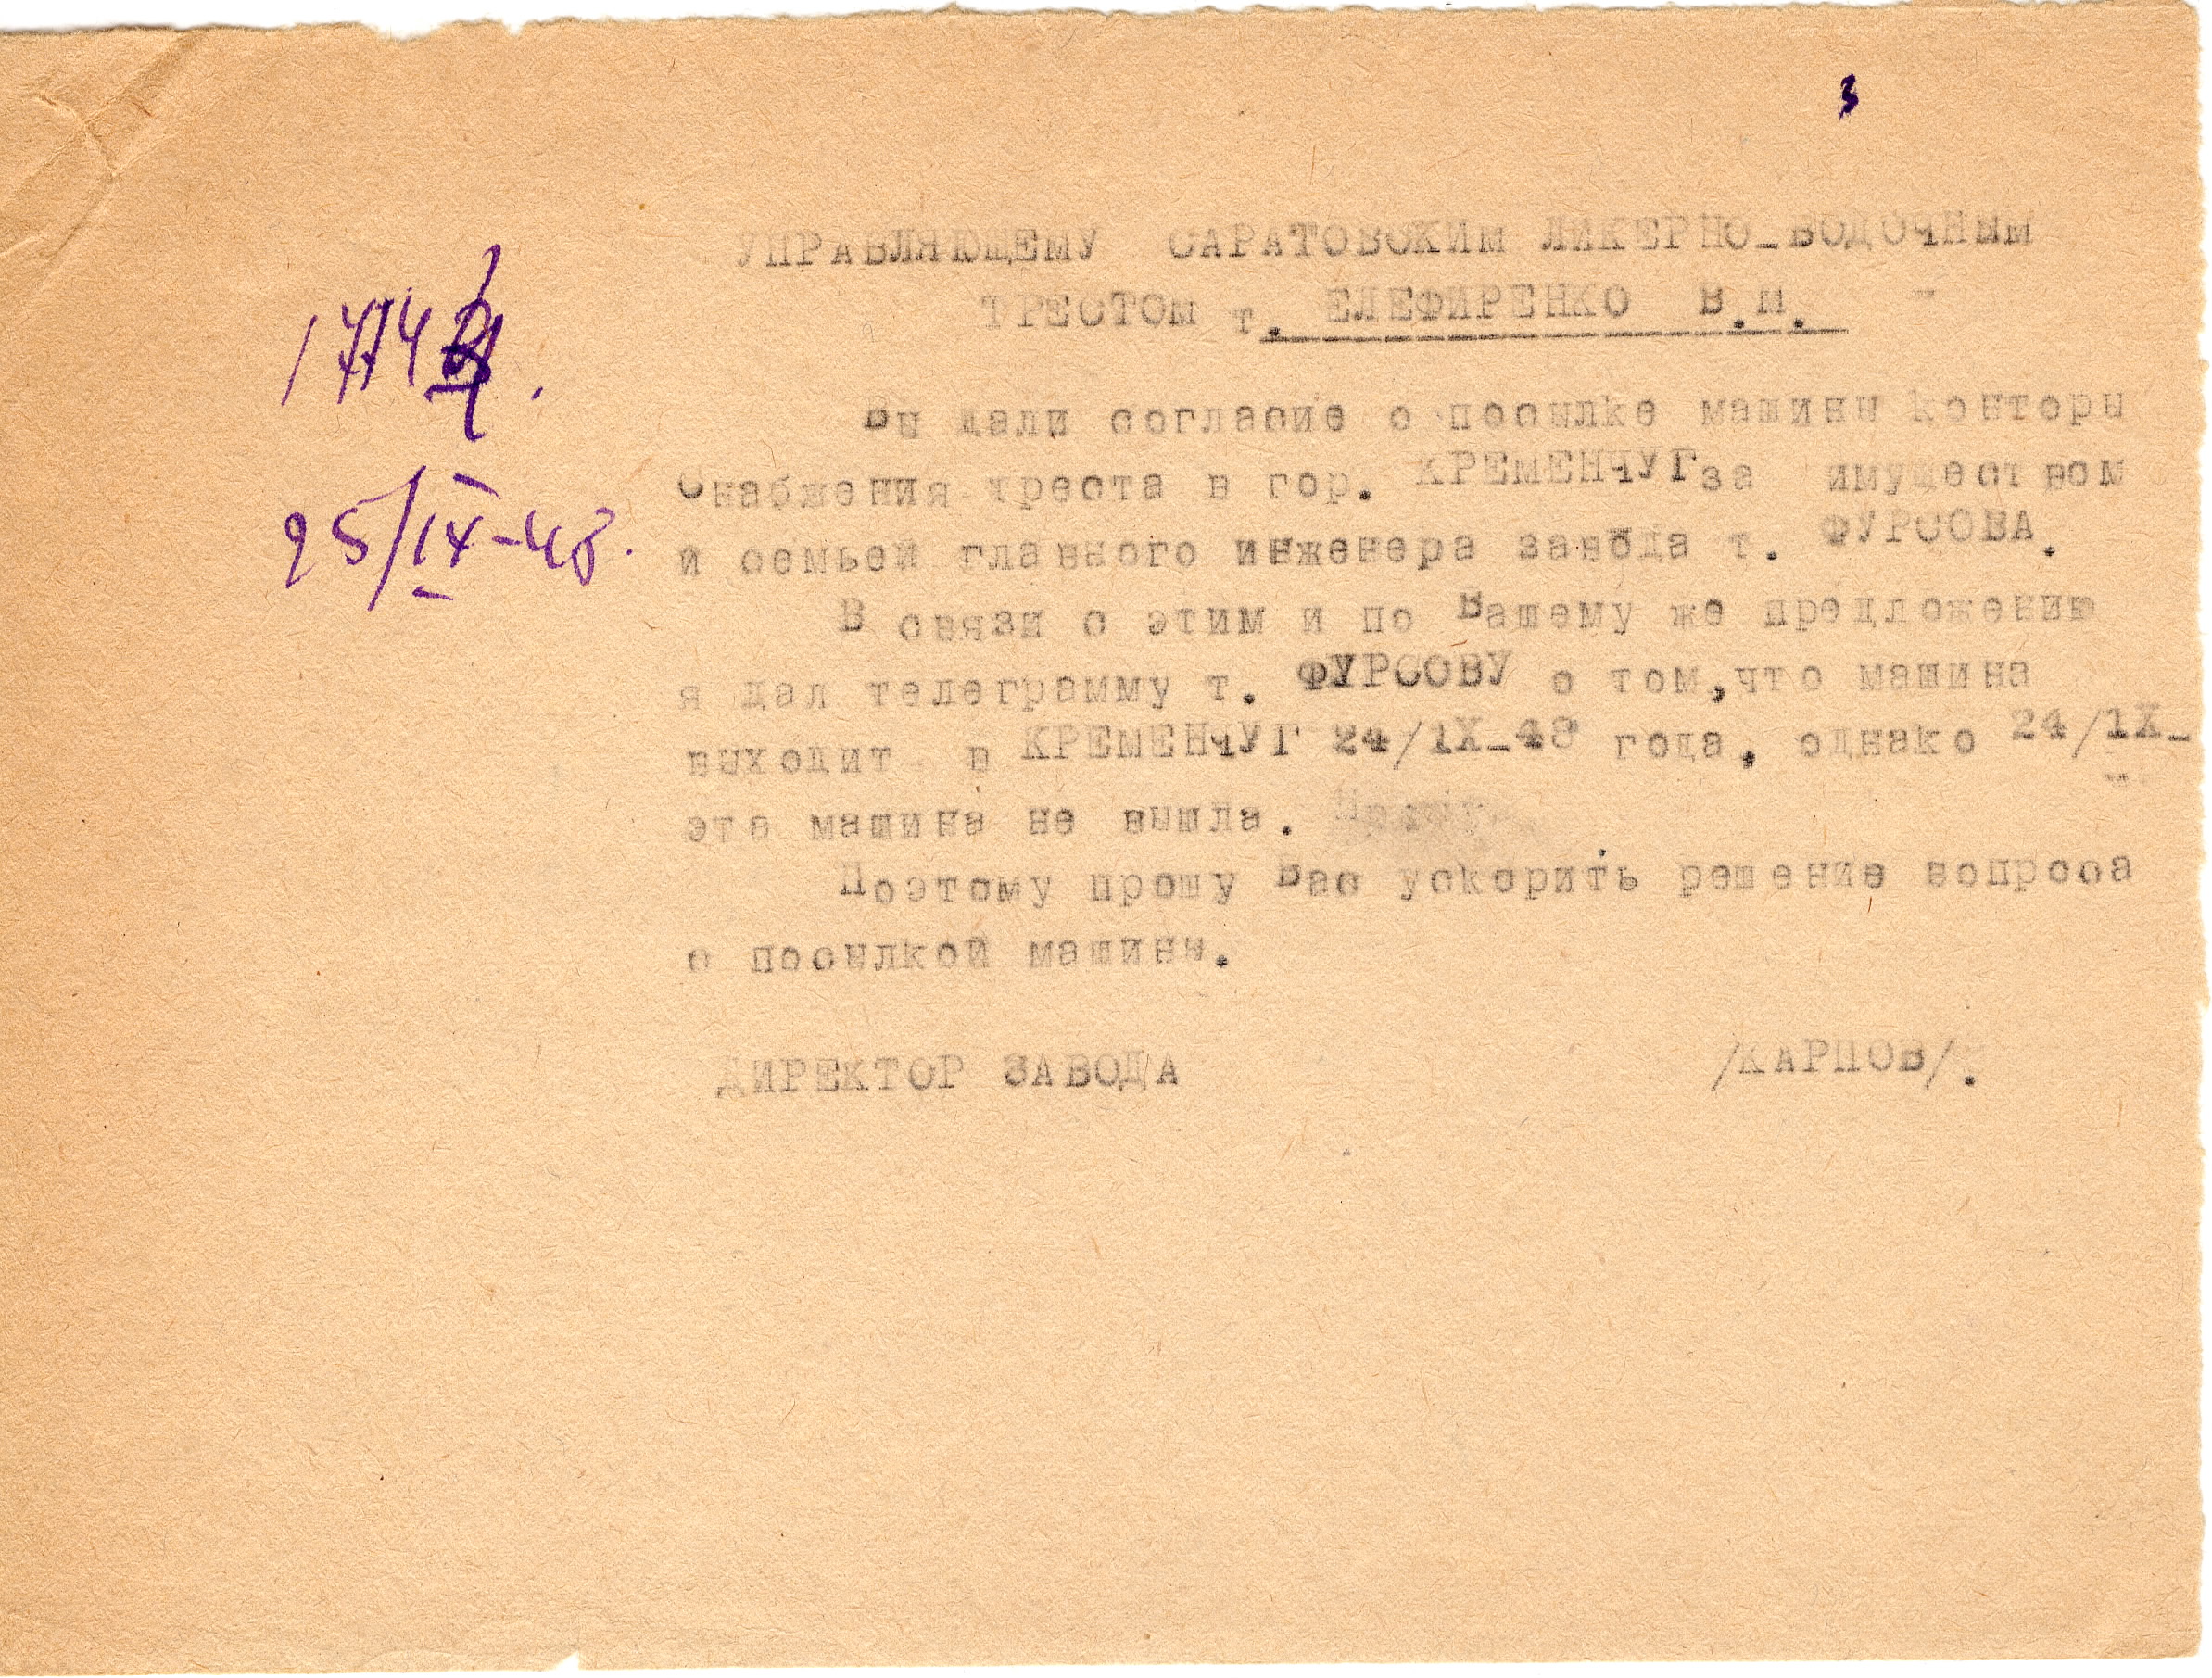 3
УПРАВЛЯЮЩЕМУ САРАТОВСКИМ ЛИКЕРНО-ВОДОЧНЫМ
ТРЕСТОМ т. ЕЛЕФИРЕНКО В.И.
1714
25/IX-48.
Вы дали согласие о посылке машины конторы
Снабжения треста в гор. КРЕМЕНЧУГ за имуществом
и семьей главного инженера завода т. ФУРСОВА.
В связи с этим и по Вашему же предложению
я дал телеграмму т. ФУРСОВУ о том, что машина
выходит в КРЕМЕНЧУГ 24/1Х-48 года, однако 24/1Х-
эта машина не вышла.
Поэтому прошу Вас ускорить решение вопроса
с посылкой машины.
ДИРЕКТОР ЗАВОДА /КАРПОВ/.